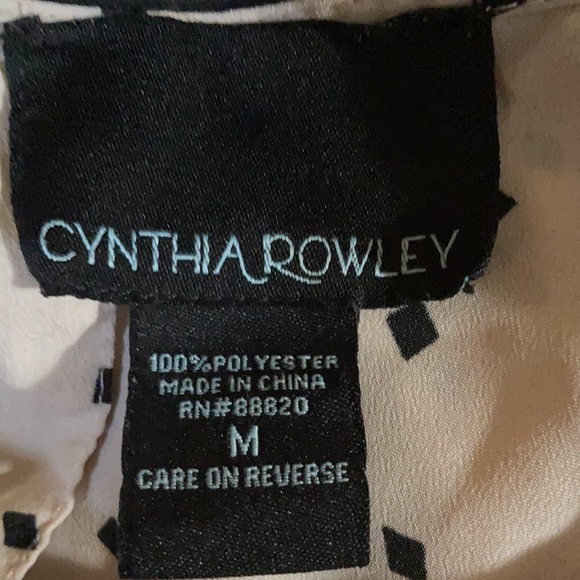 CYNTHIA ROWLEY
100%POLYESTER
MADE IN CHINA
RN#88820
M
CARE ON REVERSE